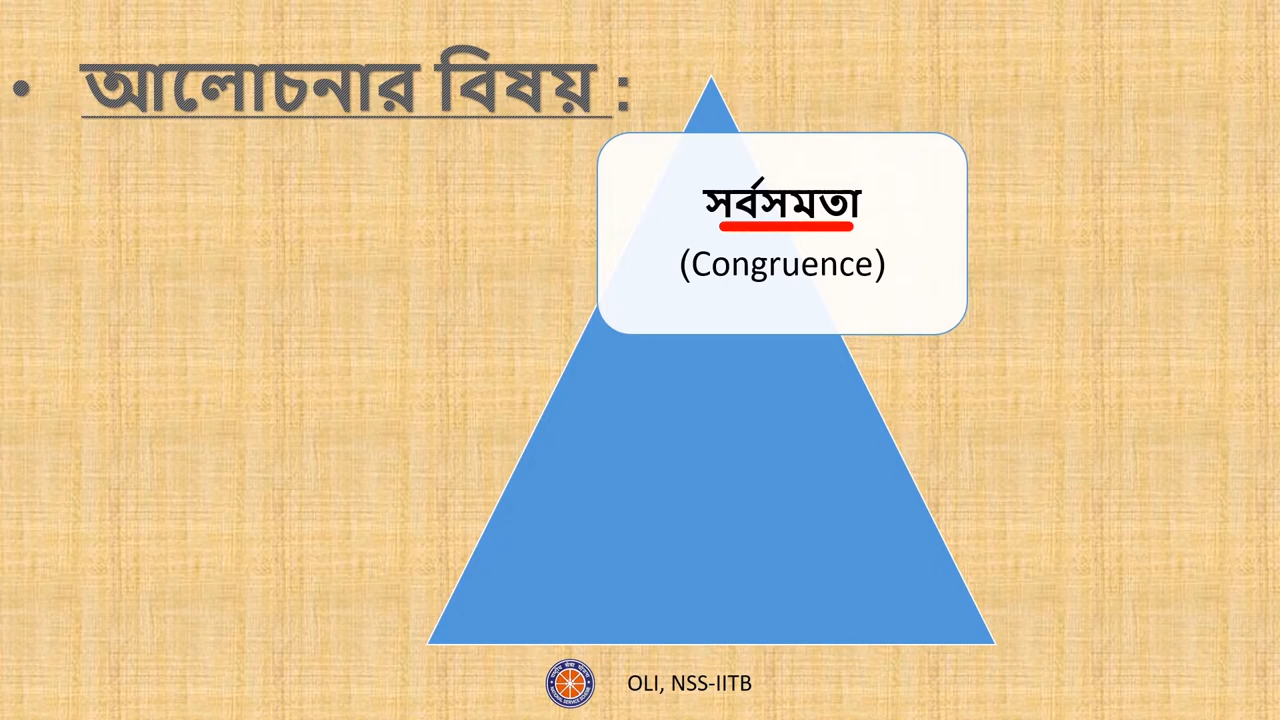 • আলোচনার বিষয় :
সর্বসমতা
(Congruence)
OLI, NSS-IITB